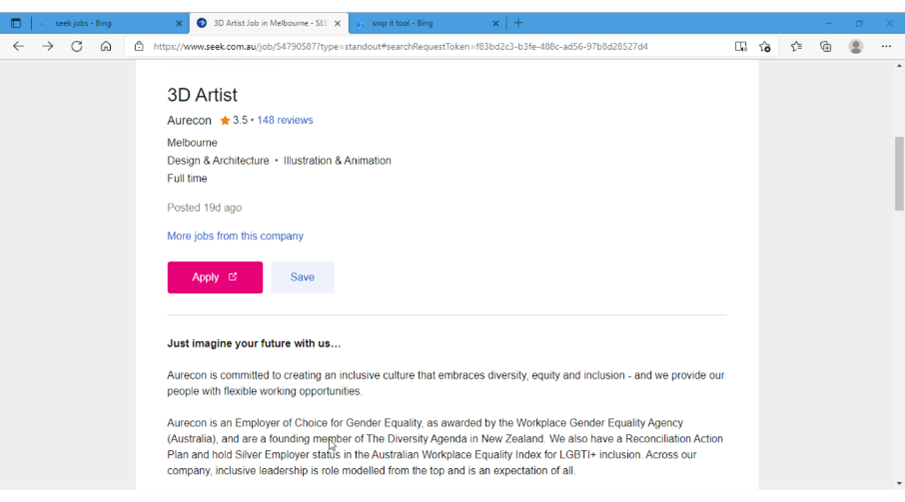 seek jobs - Bing
3D Artist Job in Melbourne - SEE
snip it tool - Bing
https://www.seek.com.au/job/54790587?type=standout#searchRequestToken=f83bd2c3-b3fe-488c-ad56-97b8d28527d4
3D Artist
Aurecon ★ 3.5 • 148 reviews
Melbourne
Design & Architecture • Illustration & Animation
Full time
Posted 19d ago
More jobs from this company
Apply
Save
Just imagine your future with us…
Aurecon is committed to creating an inclusive culture that embraces diversity, equity and inclusion - and we provide our
people with flexible working opportunities.
Aurecon is an Employer of Choice for Gender Equality, as awarded by the Workplace Gender Equality Agency
(Australia), and are a founding member of The Diversity Agenda in New Zealand. We also have a Reconciliation Action
Plan and hold Silver Employer status in the Australian Workplace Equality Index for LGBTI+ inclusion. Across our
company, inclusive leadership is role modelled from the top and is an expectation of all.